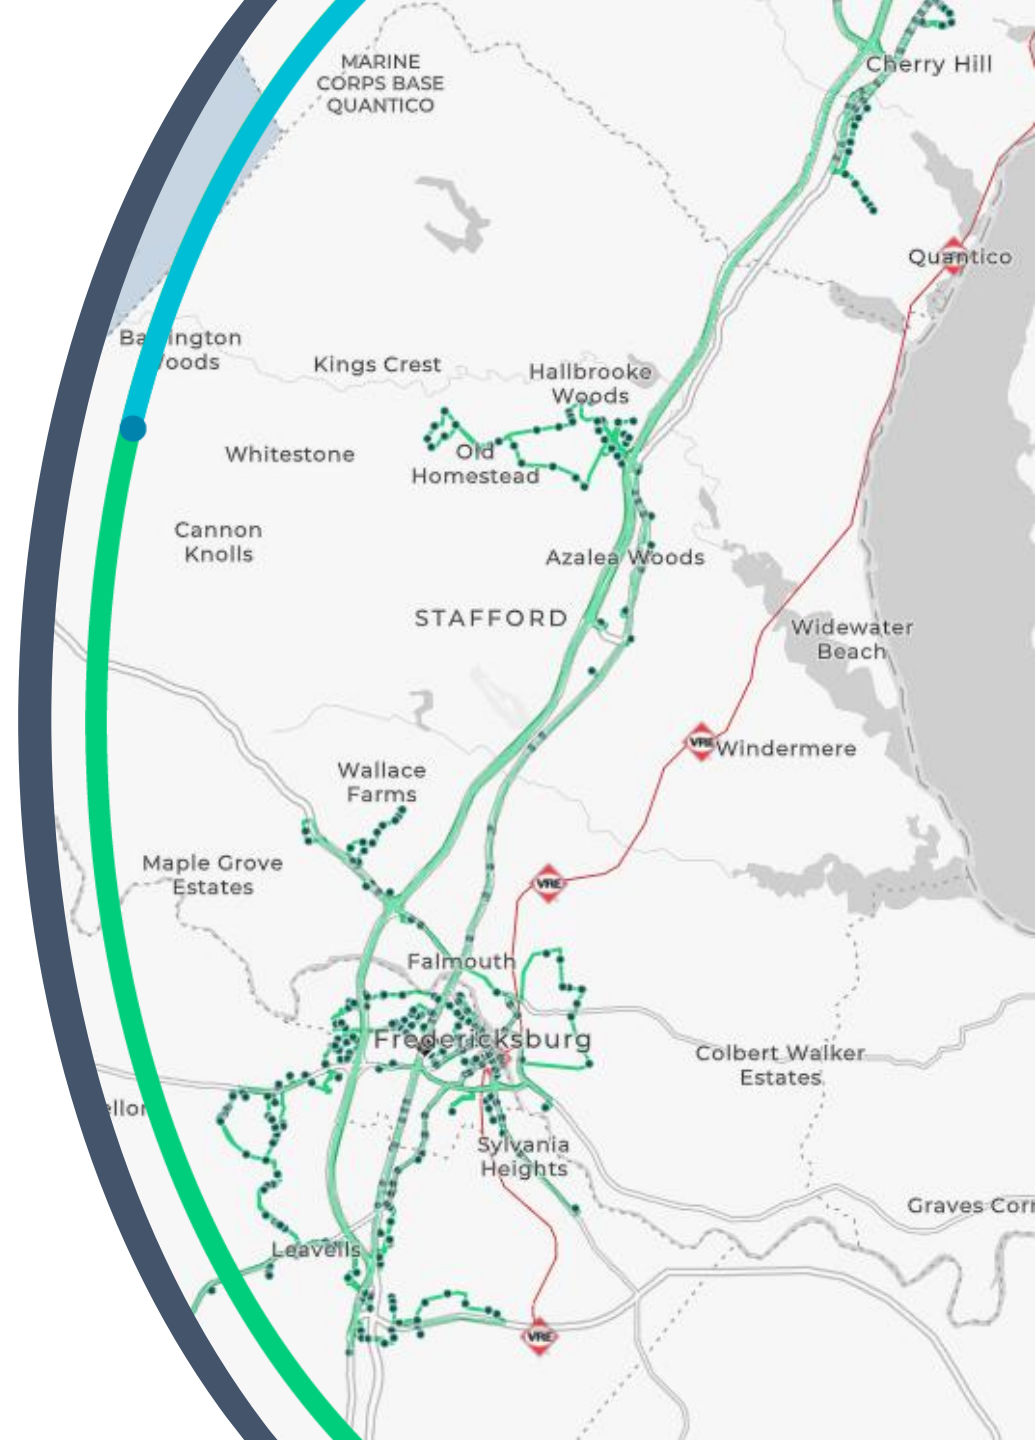 MARINE
CORPS BASE
QUANTICO
Cherry Hill
Quantico
Kings Crest
Hallbrooke
Woods
Whitestone
Old
Homestead
Cannon
Knolls
Azalea Woods
STAFFORD
Widewater
Beach
VRE
Windermere
Wallace
Farms
Maple Grove
Estates
VRE
Falmouth
Fredericksburg
Colbert Walker
Estates
Sylvania
Heights
Graves Corn
Leavells
VRE